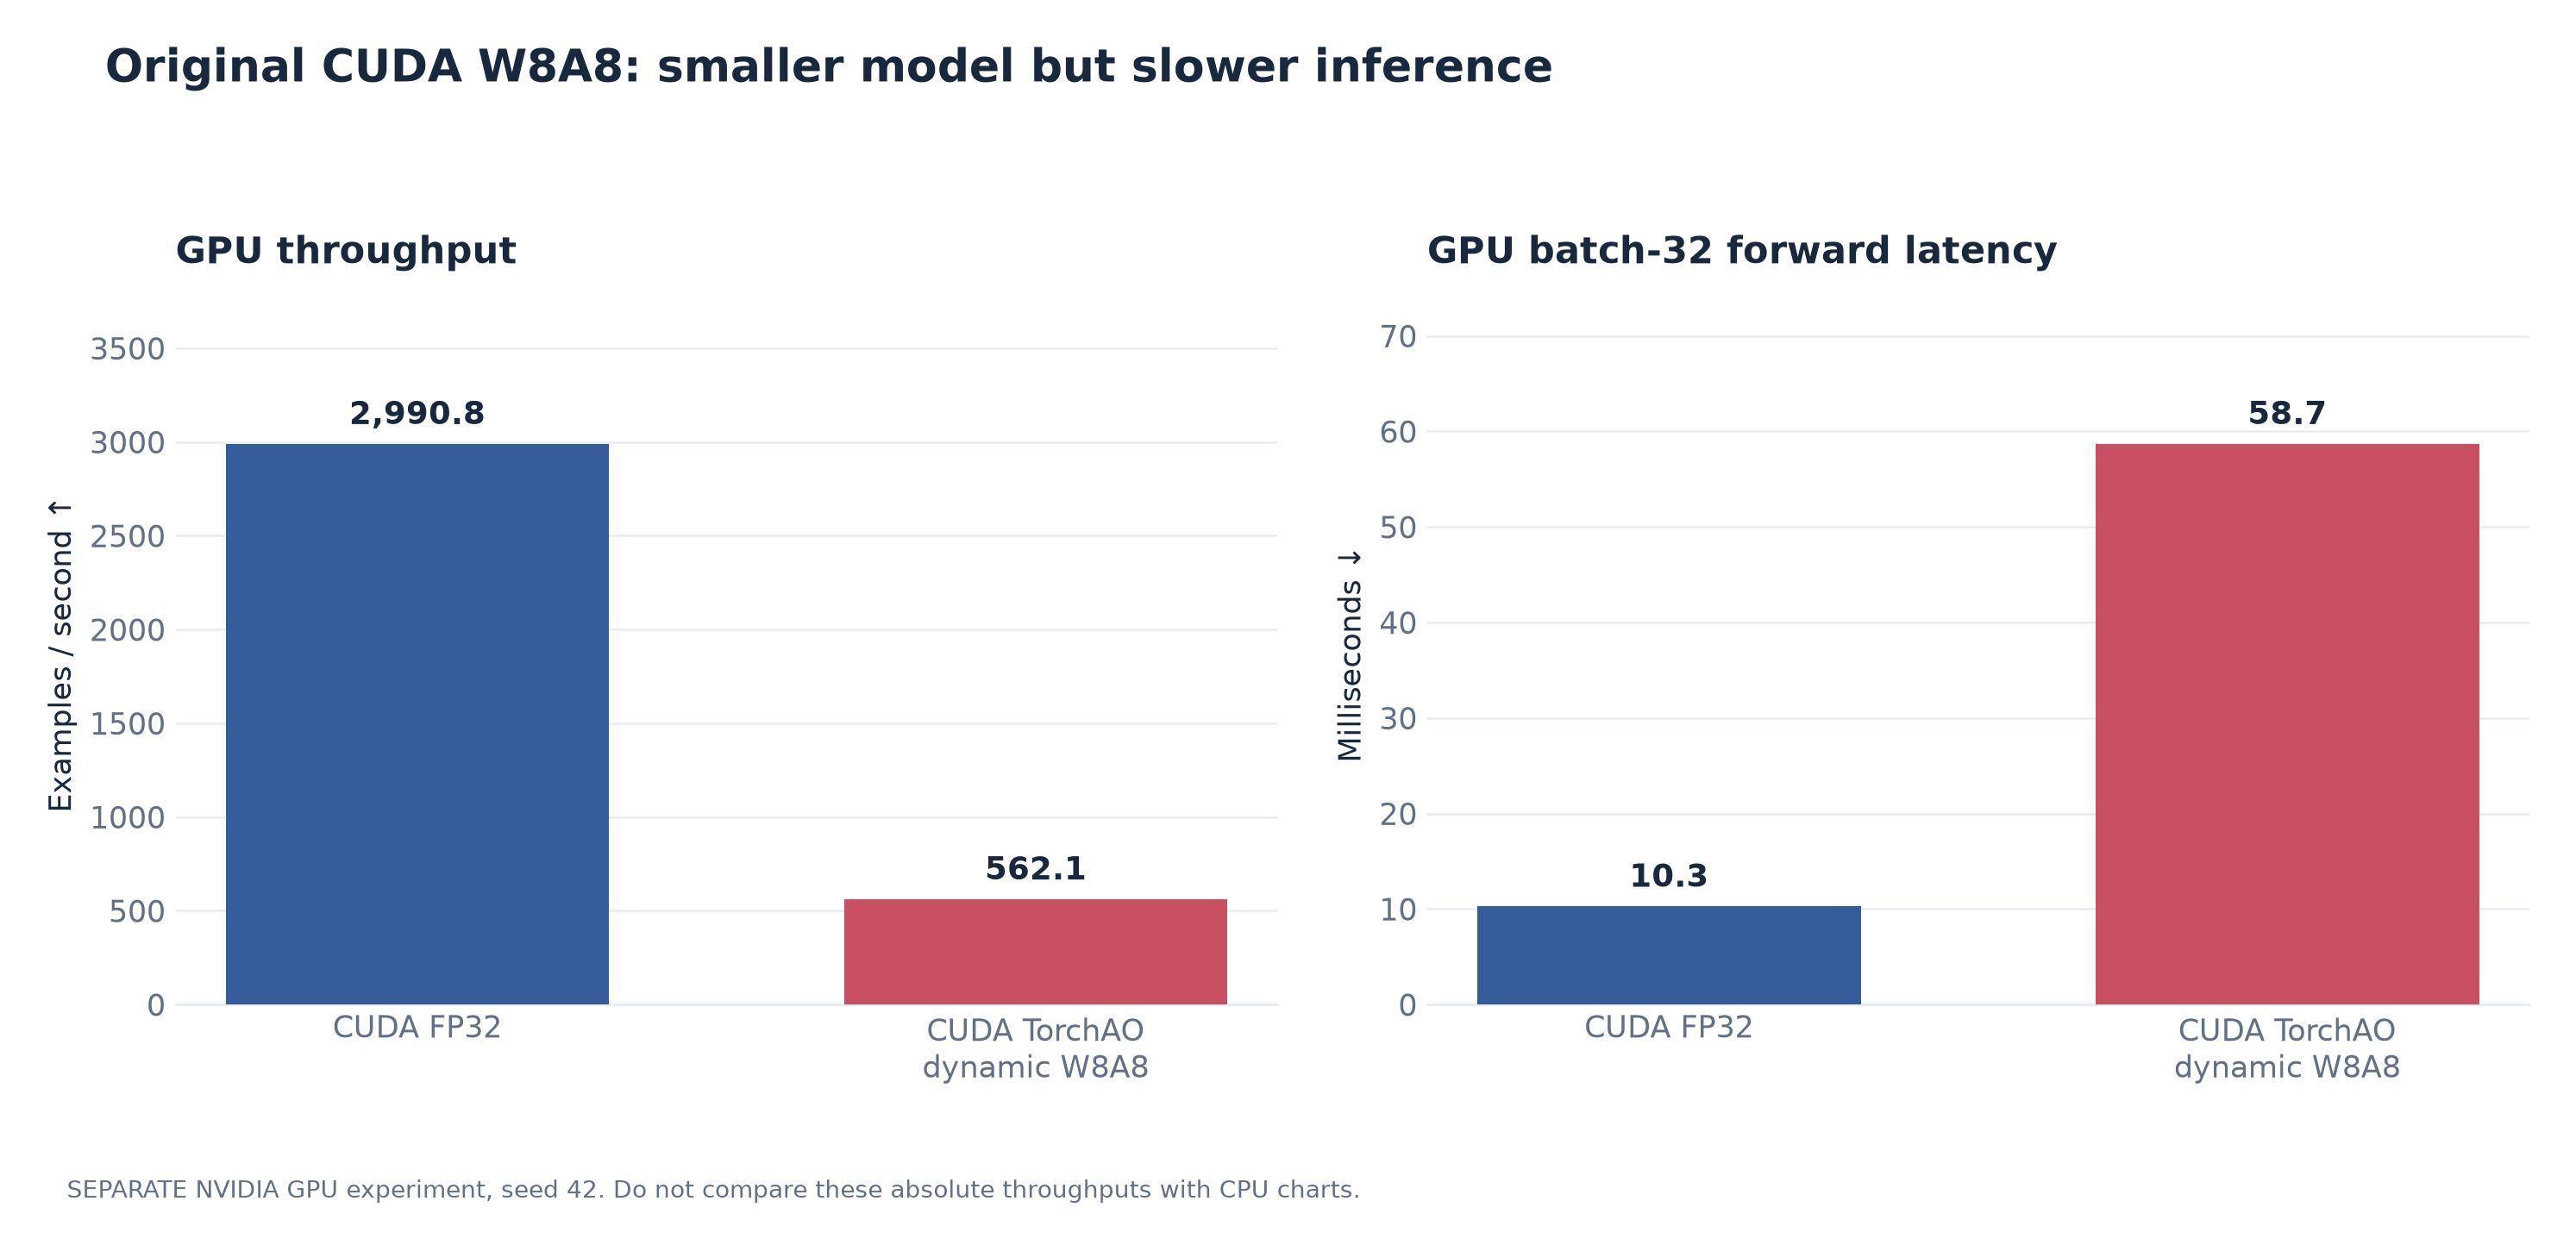 Original CUDA W8A8: smaller model but slower inference
GPU throughput
Examples / second ↑
3500
3000
2500
2000
1500
1000
500
0
2,990.8
562.1
CUDA FP32
CUDA TorchAO
dynamic W8A8
GPU batch-32 forward latency
Milliseconds ↓
70
60
50
40
30
20
10
0
10.3
58.7
CUDA FP32
CUDA TorchAO
dynamic W8A8
SEPARATE NVIDIA GPU experiment, seed 42. Do not compare these absolute throughputs with CPU charts.